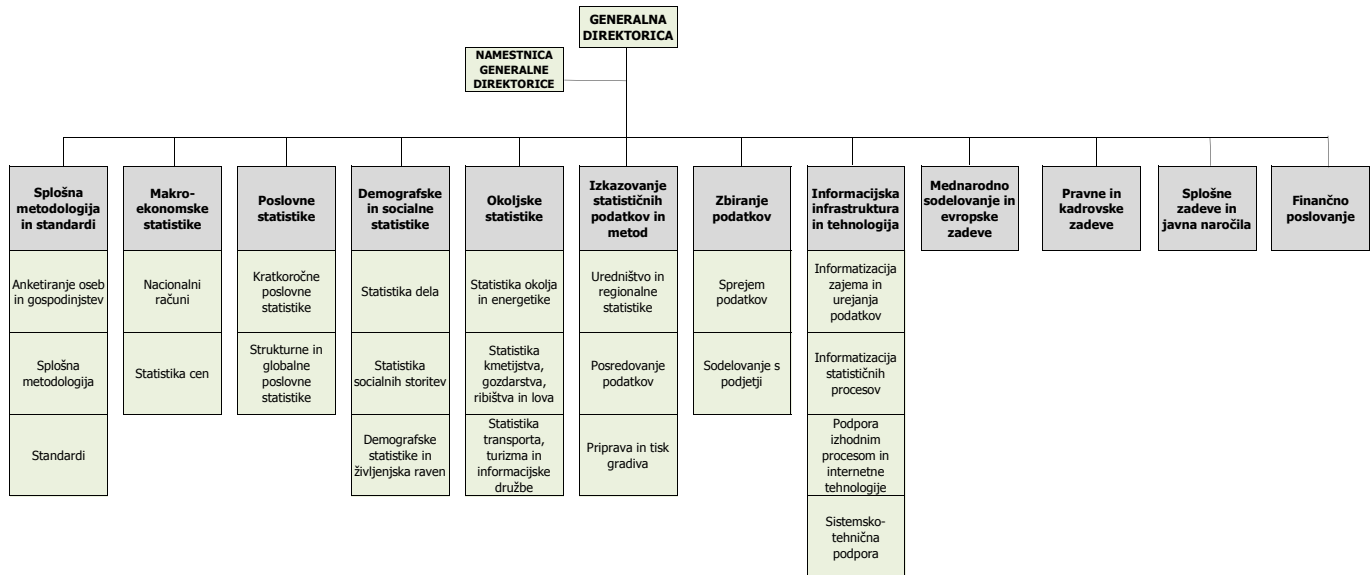 GENERALNA
DIREKTORICA
NAMESTNICA
GENERALNE
DIREKTORICE
Splošna
metodologija
in standardi
Anketiranje oseb
in gospodinjstev
Splošna
metodologija
Standardi
Makro-
ekonomske
statistike
Nacionalni
računi
Statistika cen
Poslovne
statistike
Kratkoročne
poslovne
statistike
Strukturne in
globalne
poslovne
statistike
Demografske
in socialne
statistike
Statistika dela
Statistika
socialnih storitev
Demografske
statistike in
življenjska raven
Okoljske
statistike
Statistika okolja
in energetike
Statistika
kmetijstva,
gozdarstva,
ribištva in lova
Statistika
transporta,
turizma in
informacijske
družbe
Izkazovanje
statističnih
podatkov in
metod
Uredništvo in
regionalne
statistike
Posredovanje
podatkov
Priprava in tisk
gradiva
Zbiranje
podatkov
Sprejem
podatkov
Sodelovanje s
podjetji
Informacijska
infrastruktura
in tehnologija
Informatizacija
zajema in
urejanja
podatkov
Informatizacija
statističnih
procesov
Podpora
izhodnim
procesom in
internetne
tehnologije
Sistemsko-
tehnična
podpora
Mednarodno
sodelovanje in
evropske
zadeve
Pravne in
kadrovske
zadeve
Splošne
zadeve in
javna naročila
Finančno
poslovanje